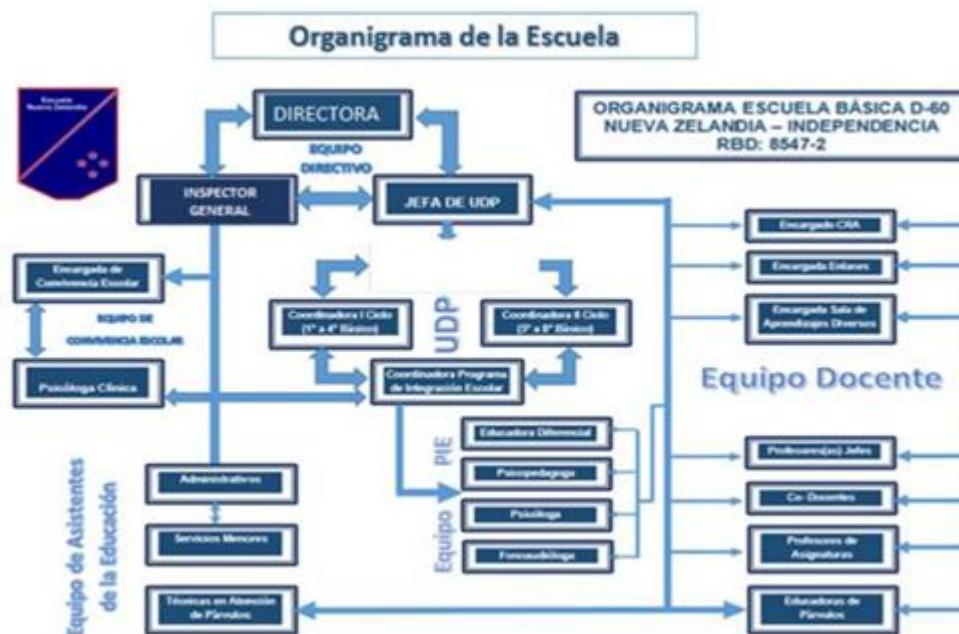 Organigrama de la Escuela
Escuela
Nueva Zelandia
DIRECTORA
ORGANIGRAMA ESCUELA BÁSICA D-60
NUEVA ZELANDIA – INDEPENDENCIA
RBD: 8547-2
EQUIPO
DIRECTIVO
INSPECTOR
GENERAL
JEFA DE UDP
Encargado CRA
Encargada Enlaces
Encargada Sala de
Aprendizajes Diversos
Encargada de
Convivencia Escolar
EQUIPO DE
CONVIVENCIA ESCOLAR
Psicóloga Clínica
UDP
Coordinadora I Ciclo
(1° a 4° Básico)
Coordinadora II Ciclo
(5° a 8° Básico)
Coordinadora Programa
de Integración Escolar
Equipo Docente
Equipo PIE
Educadora Diferencial
Psicopedagoga
Psicóloga
Fonoaudióloga
Profesores(as) Jefes
Co- Docentes
Profesores de
Asignaturas
Educadoras de
Párvulos
Equipo de Asistentes
de la Educación
Administrativos
Servicios Menores
Técnicas en Atención
de Párvulos